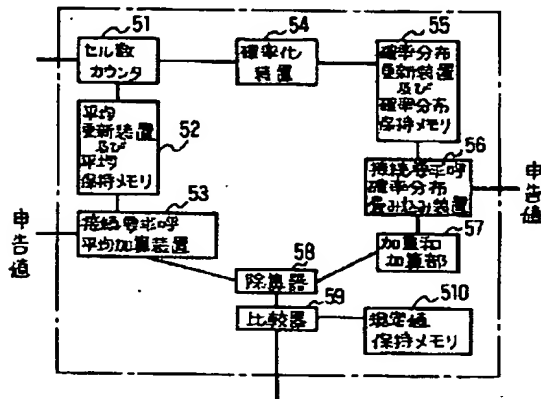 51
セル数
カウンタ
54
確率化
装置
55
確率分布
更新装置
及び
確率分布
保持メモリ
平均
更新装置
及び
平均
保持メモリ
52
56
接続要求呼
確率分布
畳み込み装置
申告値
53
接続要求呼
平均加算装置
申告値
57
加重和
加算部
58
除算器
59
比較器
510
規定値
保持メモリ